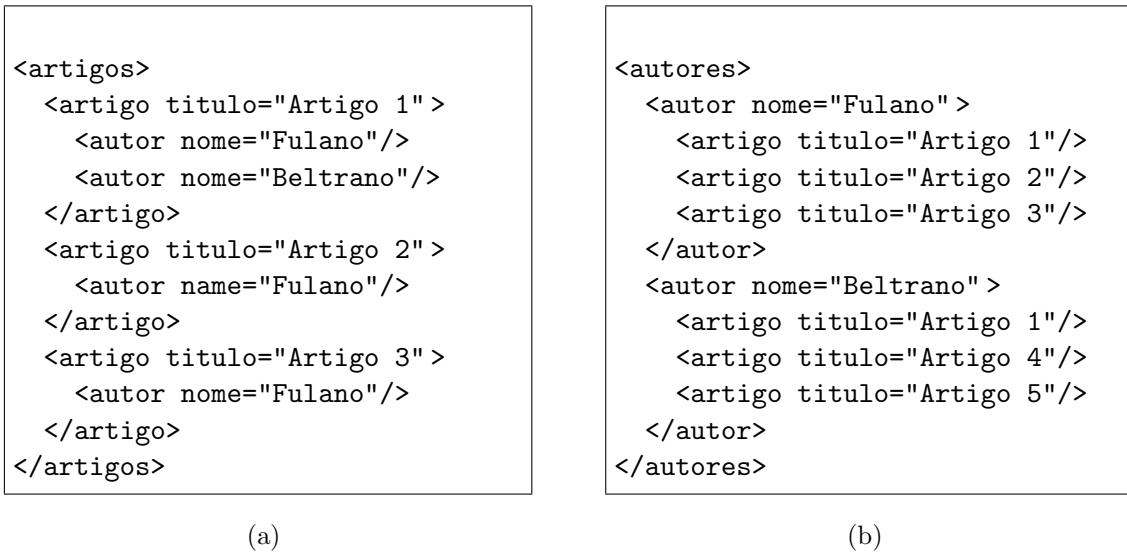 <artigos>
  <artigo titulo="Artigo 1">
    <autor nome="Fulano"/>
    <autor nome="Beltrano"/>
  </artigo>
  <artigo titulo="Artigo 2">
    <autor name="Fulano"/>
  </artigo>
  <artigo titulo="Artigo 3">
    <autor nome="Fulano"/>
  </artigo>
</artigos>
(a)
<autores>
  <autor nome="Fulano">
    <artigo titulo="Artigo 1"/>
    <artigo titulo="Artigo 2"/>
    <artigo titulo="Artigo 3"/>
  </autor>
  <autor nome="Beltrano">
    <artigo titulo="Artigo 1"/>
    <artigo titulo="Artigo 4"/>
    <artigo titulo="Artigo 5"/>
  </autor>
</autores>
(b)